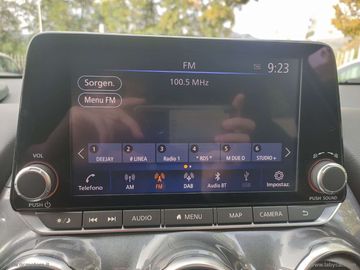 FM
9:23
Sorgen.
100.5 MHz
Menu FM
1 2 3 4 5 6
DEEJAY # LINEA Radio 1 * RDS * M DUE O STUDIO +
Telefono AM FM DAB Audio BT USB Impostaz.
VOL
PUSH
PUSH SOUND
AUDIO MENU MAP CAMERA